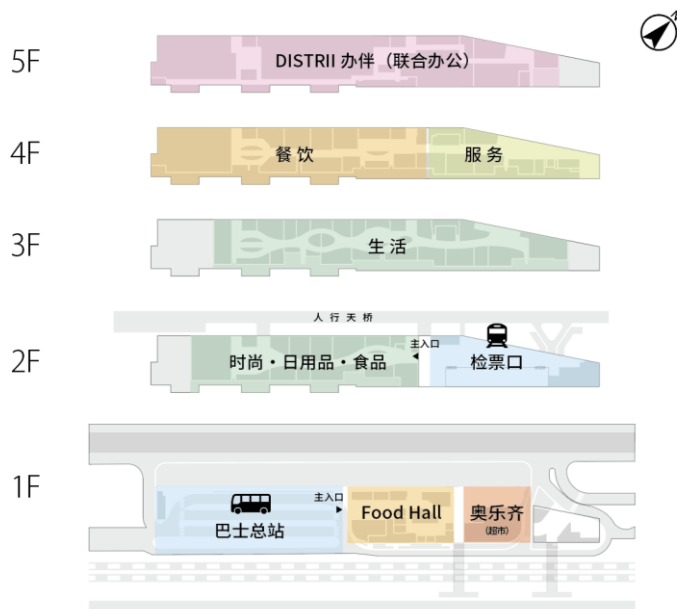 N
5F
DISTRII 办伴（联合办公）
4F
餐饮
服务
3F
生活
人行天桥
主入口
2F
时尚・日用品・食品
检票口
1F
主入口
巴士总站
Food Hall
奥乐齐
(超市)